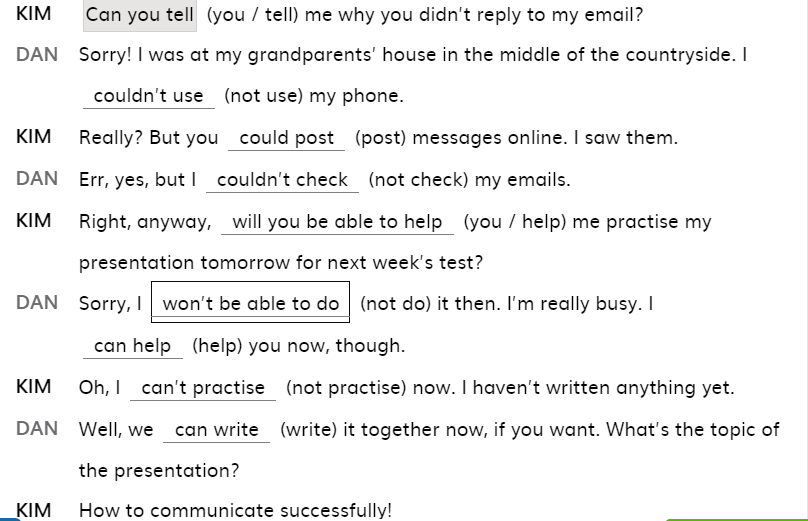 KIM Can you tell (you / tell) me why you didn't reply to my email?
DAN Sorry! I was at my grandparents' house in the middle of the countryside. I
couldn't use (not use) my phone.
KIM Really? But you could post (post) messages online. I saw them.
DAN Err, yes, but I couldn't check (not check) my emails.
KIM Right, anyway, will you be able to help (you / help) me practise my
presentation tomorrow for next week's test?
DAN Sorry, I won't be able to do (not do) it then. I'm really busy. I
can help (help) you now, though.
KIM Oh, I can't practise (not practise) now. I haven't written anything yet.
DAN Well, we can write (write) it together now, if you want. What's the topic of
the presentation?
KIM How to communicate successfully!